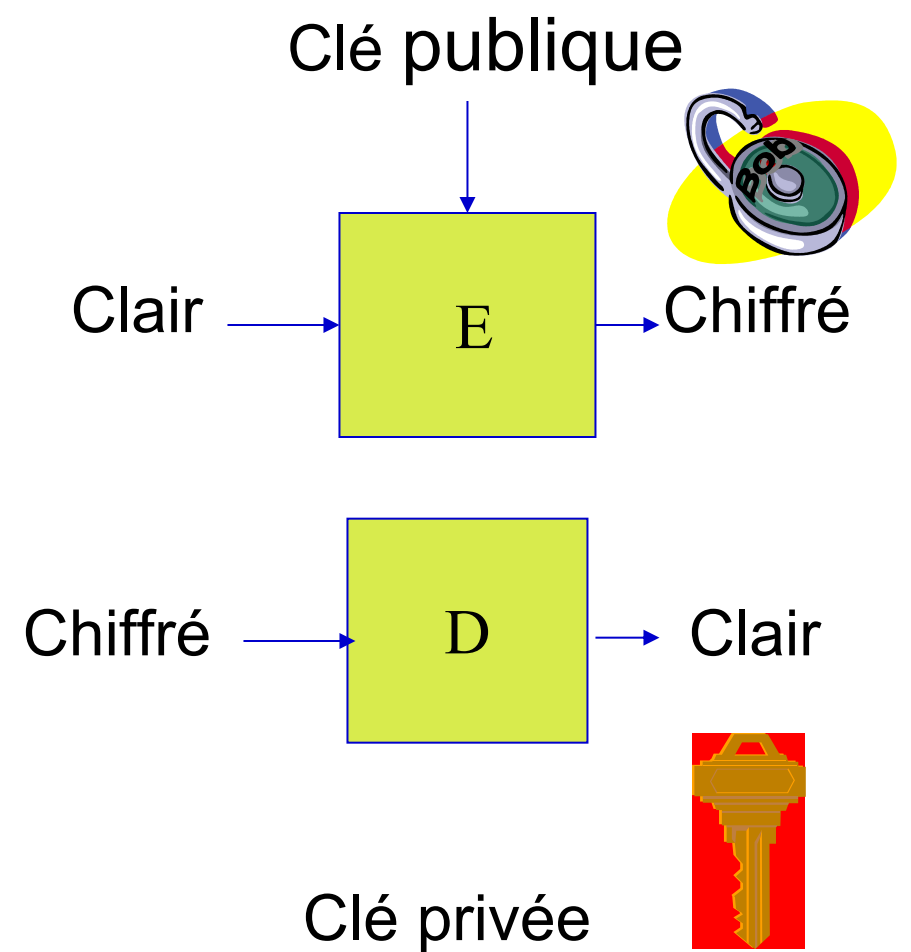 Clé publique
Bob
Clair
E
Chiffré
Chiffré
D
Clair
Clé privée